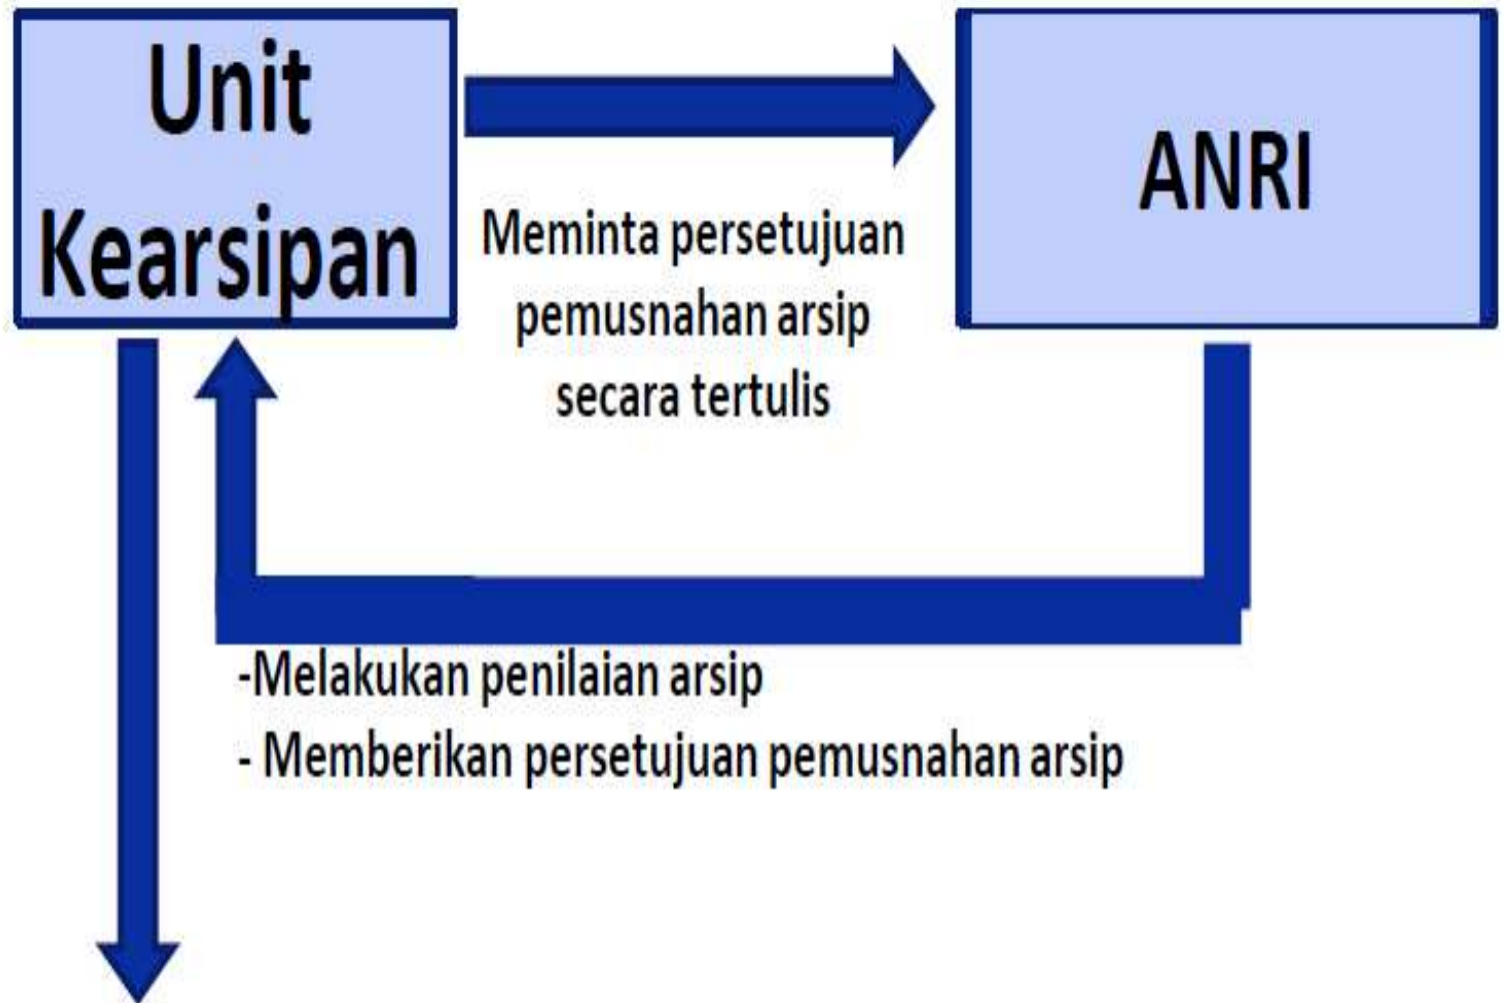 Unit
Kearsipan
ANRI
Meminta persetujuan
pemusnahan arsip
secara tertulis
-Melakukan penilaian arsip
- Memberikan persetujuan pemusnahan arsip